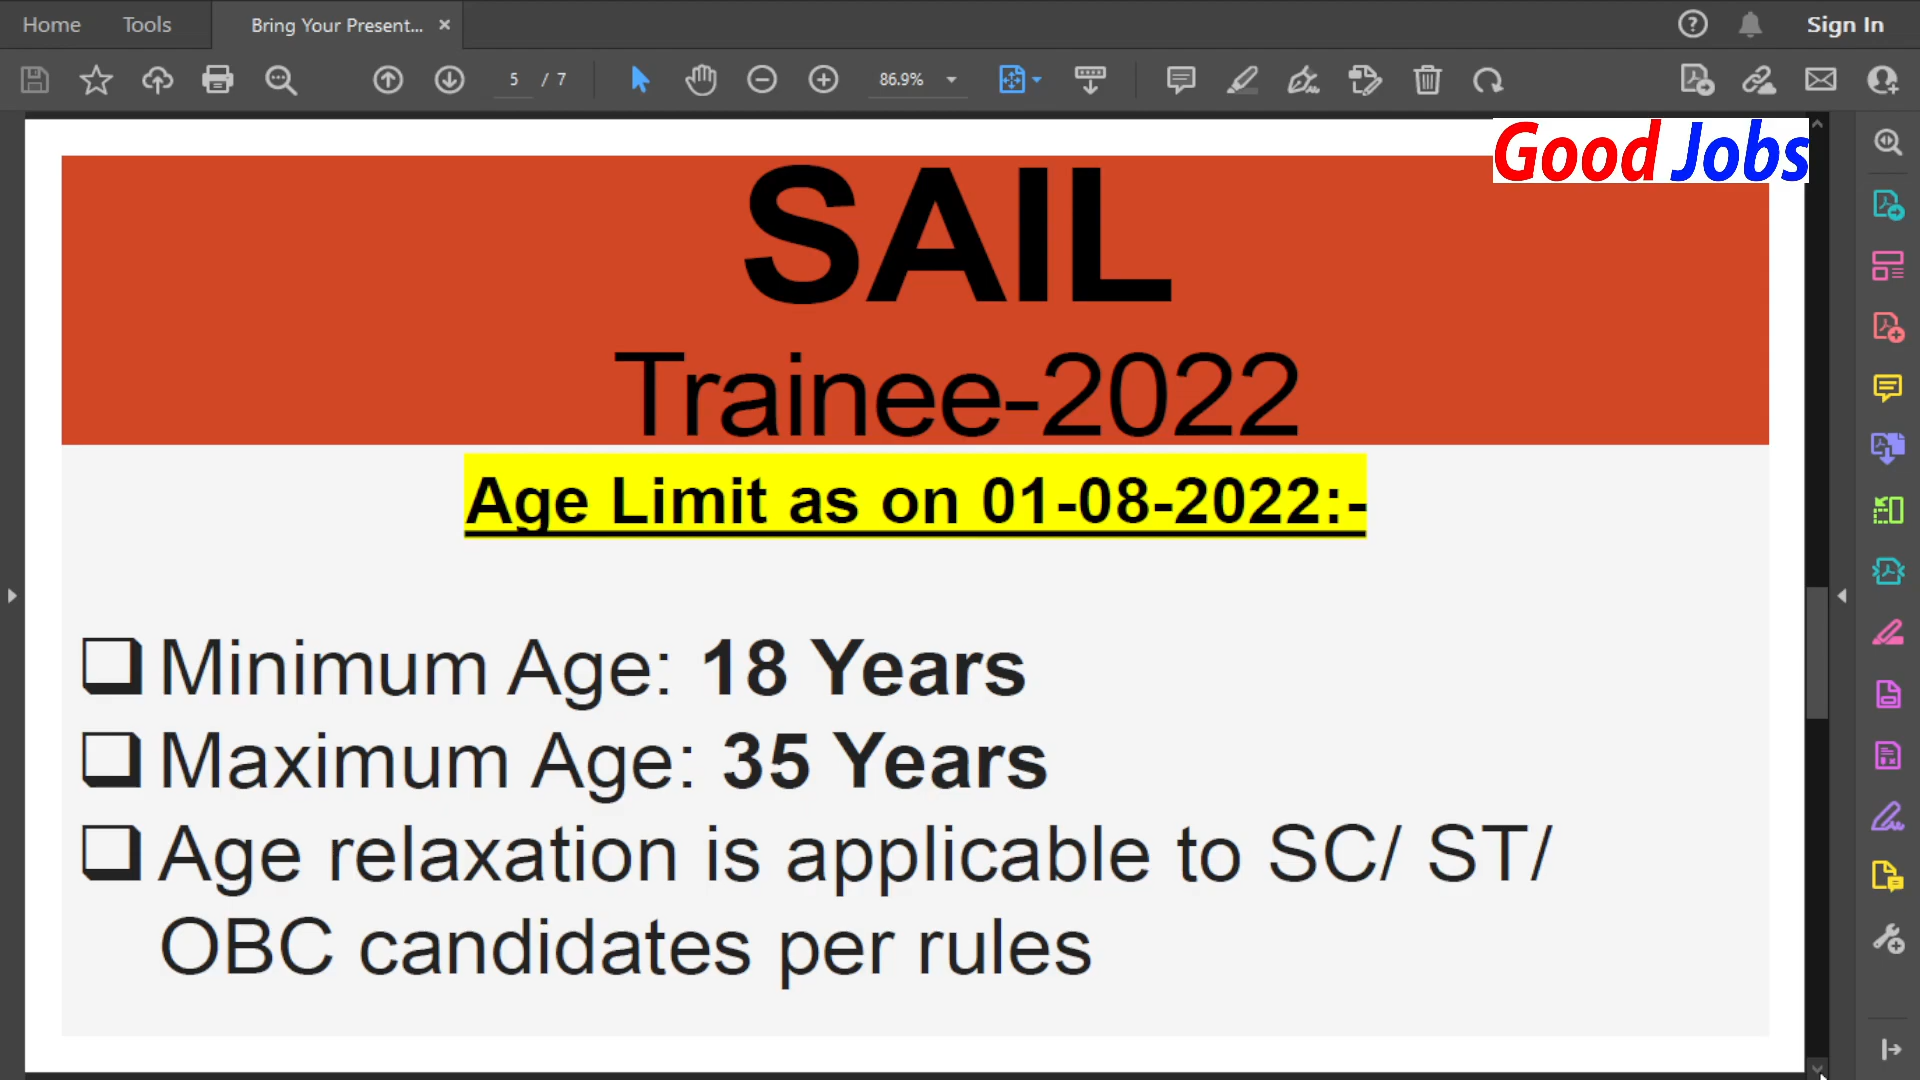 Home Tools Bring Your Present... × Sign In
5 / 7 86.9%
Good Jobs
SAIL
Trainee-2022
Age Limit as on 01-08-2022:-
Minimum Age: 18 Years
Maximum Age: 35 Years
Age relaxation is applicable to SC/ ST/
OBC candidates per rules